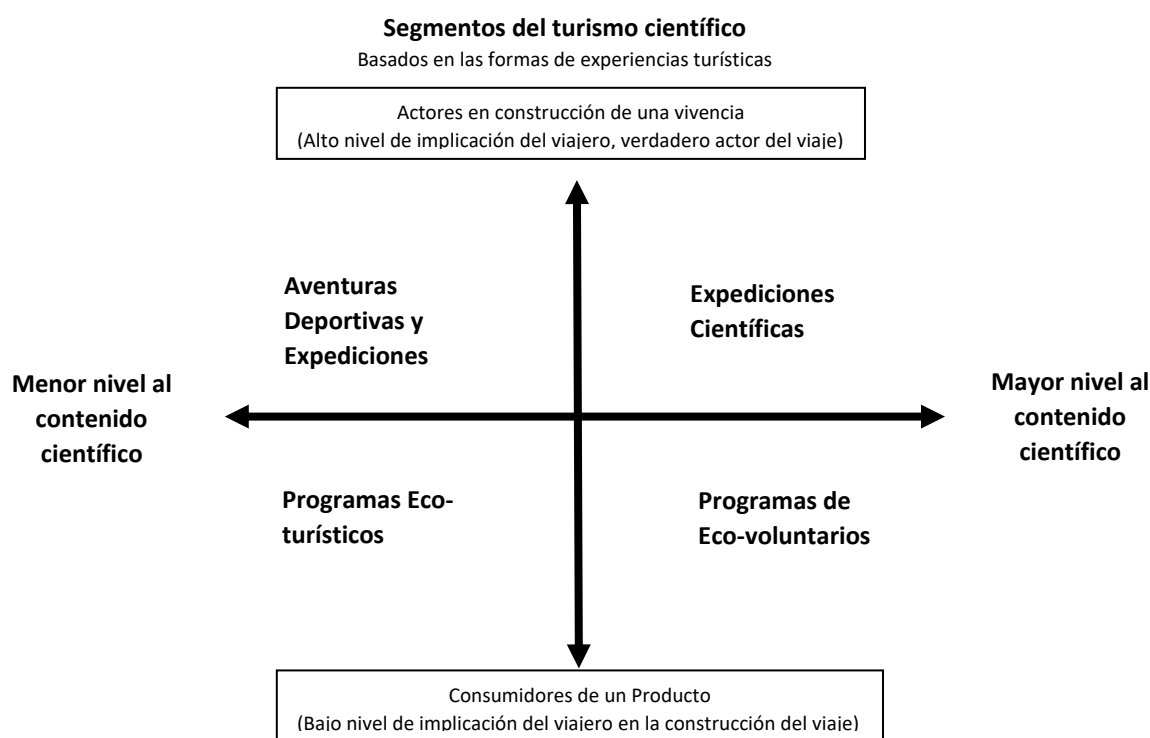 Segmentos del turismo científico
Basados en las formas de experiencias turísticas
Actores en construcción de una vivencia
(Alto nivel de implicación del viajero, verdadero actor del viaje)
Aventuras
Deportivas y
Expediciones
Expediciones
Científicas
Menor nivel al
contenido
científico
Mayor nivel al
contenido
científico
Programas Eco-
turísticos
Programas de
Eco-voluntarios
Consumidores de un Producto
(Bajo nivel de implicación del viajero en la construcción del viaje)